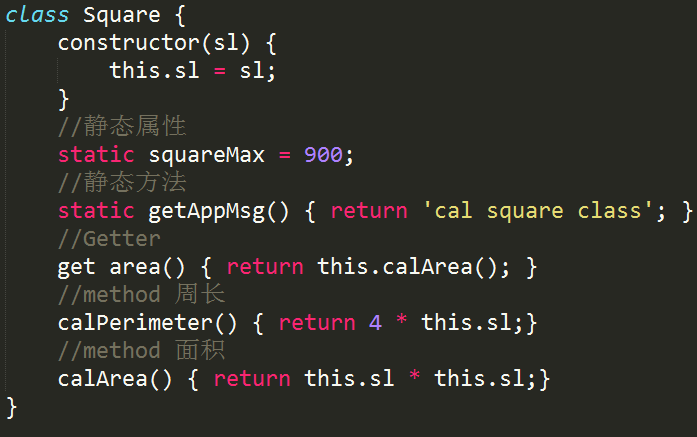 class Square {
    constructor(sl) {
        this.sl = sl;
    }
    //静态属性
    static squareMax = 900;
    //静态方法
    static getAppMsg() { return 'cal square class'; }
    //Getter
    get area() { return this.calArea(); }
    //method 周长
    calPerimeter() { return 4 * this.sl;}
    //method 面积
    calArea() { return this.sl * this.sl;}
}